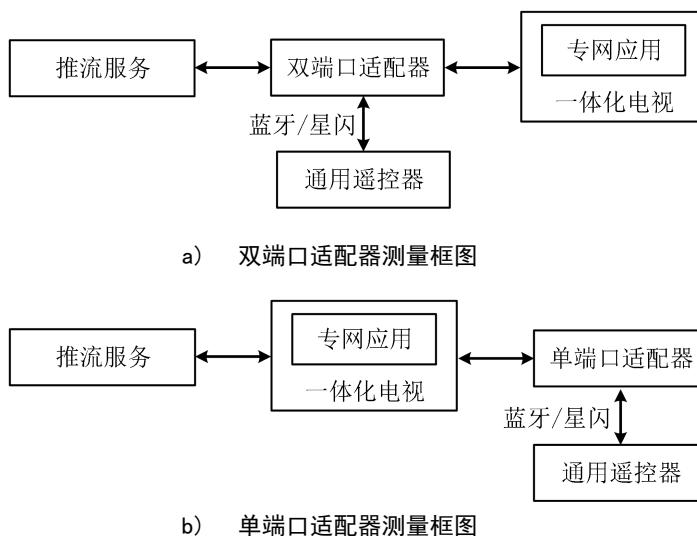 推流服务
双端口适配器
专网应用
一体化电视
蓝牙/星闪
通用遥控器
a） 双端口适配器测量框图
推流服务
专网应用
一体化电视
单端口适配器
蓝牙/星闪
通用遥控器
b） 单端口适配器测量框图